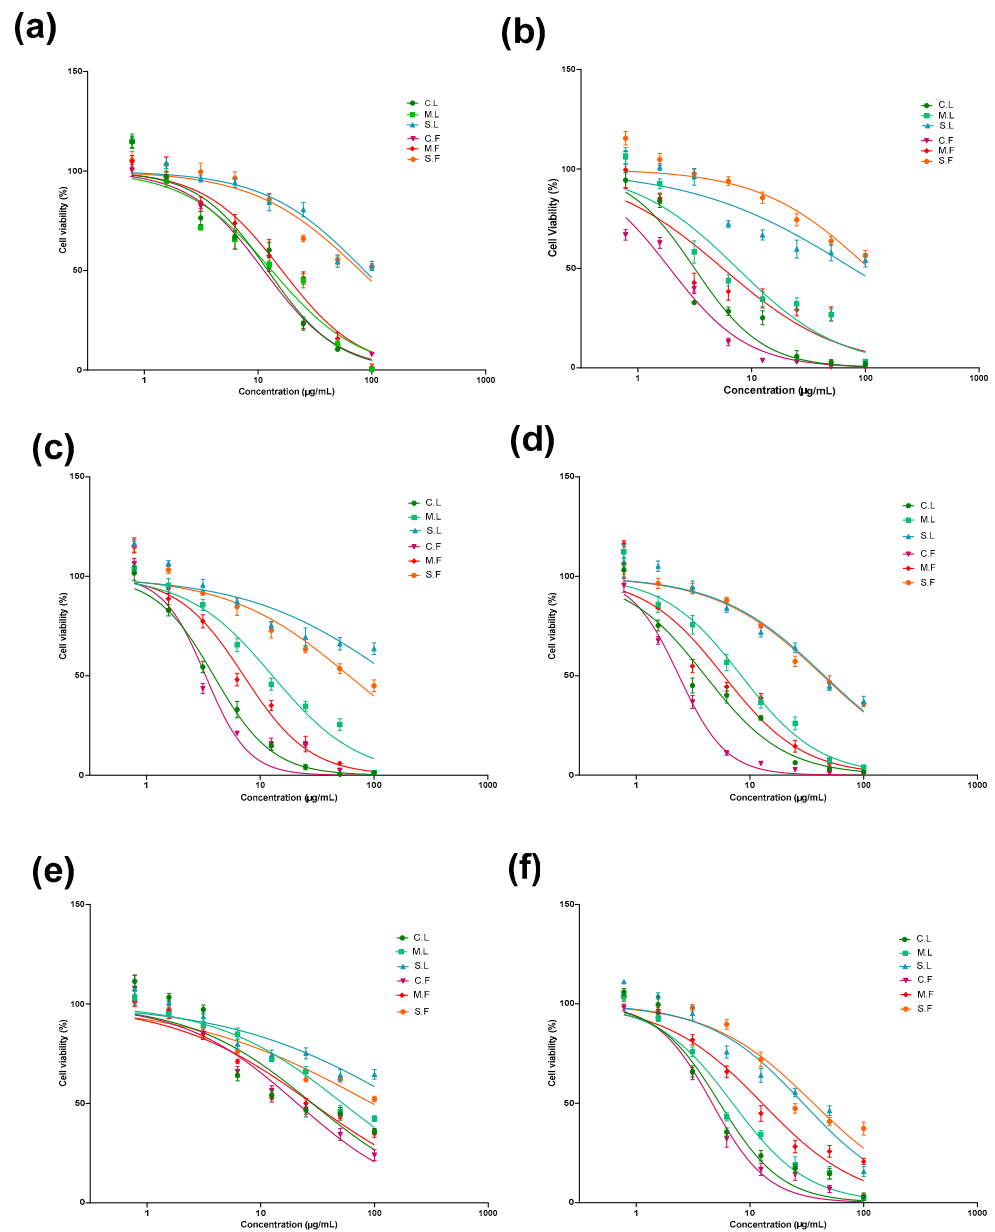 (a)
150
100
50
0
Cell viability (%)
1
10
100
1000
Concentration (µg/mL)
C.L
M.L
S.L
C.F
M.F
S.F
(b)
150
100
50
0
Cell Viability (%)
1
10
100
1000
Concentration (µg/mL)
C.L
M.L
S.L
C.F
M.F
S.F
(c)
150
100
50
0
Cell viability (%)
1
10
100
1000
Concentration (µg/mL)
C.L
M.L
S.L
C.F
M.F
S.F
(d)
150
100
50
0
Cell viability (%)
1
10
100
1000
Concentration (µg/mL)
C.L
M.L
S.L
C.F
M.F
S.F
(e)
150
100
50
0
Cell viability (%)
1
10
100
1000
Concentration (µg/mL)
C.L
M.L
S.L
C.F
M.F
S.F
(f)
150
100
50
0
Cell viability (%)
1
10
100
1000
Concentration (µg/mL)
C.L
M.L
S.L
C.F
M.F
S.F